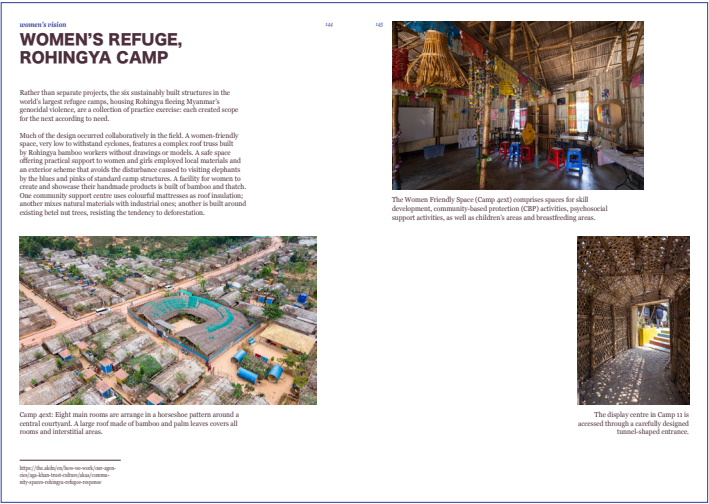 women's vision
144
145
WOMEN'S REFUGE,
ROHINGYA CAMP
Rather than separate projects, the six sustainably built structures in the
world's largest refugee camps, housing Rohingya fleeing Myanmar's
genocidal violence, are a collection of practice exercise: each created scope
for the next according to need.
Much of the design occurred collaboratively in the field. A women-friendly
space, very low to withstand cyclones, features a complex roof truss built
by Rohingya bamboo workers without drawings or models. A safe space
offering practical support to women and girls employed local materials and
an exterior scheme that avoids the disturbance caused to visiting elephants
by the blues and pinks of standard camp structures. A facility for women to
create and showcase their handmade products is built of bamboo and thatch.
One community support centre uses colourful mattresses as roof insulation;
another mixes natural materials with industrial ones; another is built around
existing betel nut trees, resisting the tendency to deforestation.
Camp 4ext: Eight main rooms are arrange in a horseshoe pattern around a
central courtyard. A large roof made of bamboo and palm leaves covers all
rooms and interstitial areas.
https://the.akdn/en/how-we-work/our-agen-
cies/aga-khan-trust-culture/akaa/commu-
nity-spaces-rohingya-refugee-response
The Women Friendly Space (Camp 4ext) comprises spaces for skill
development, community-based protection (CBP) activities, psychosocial
support activities, as well as children's areas and breastfeeding areas.
The display centre in Camp 11 is
accessed through a carefully designed
tunnel-shaped entrance.